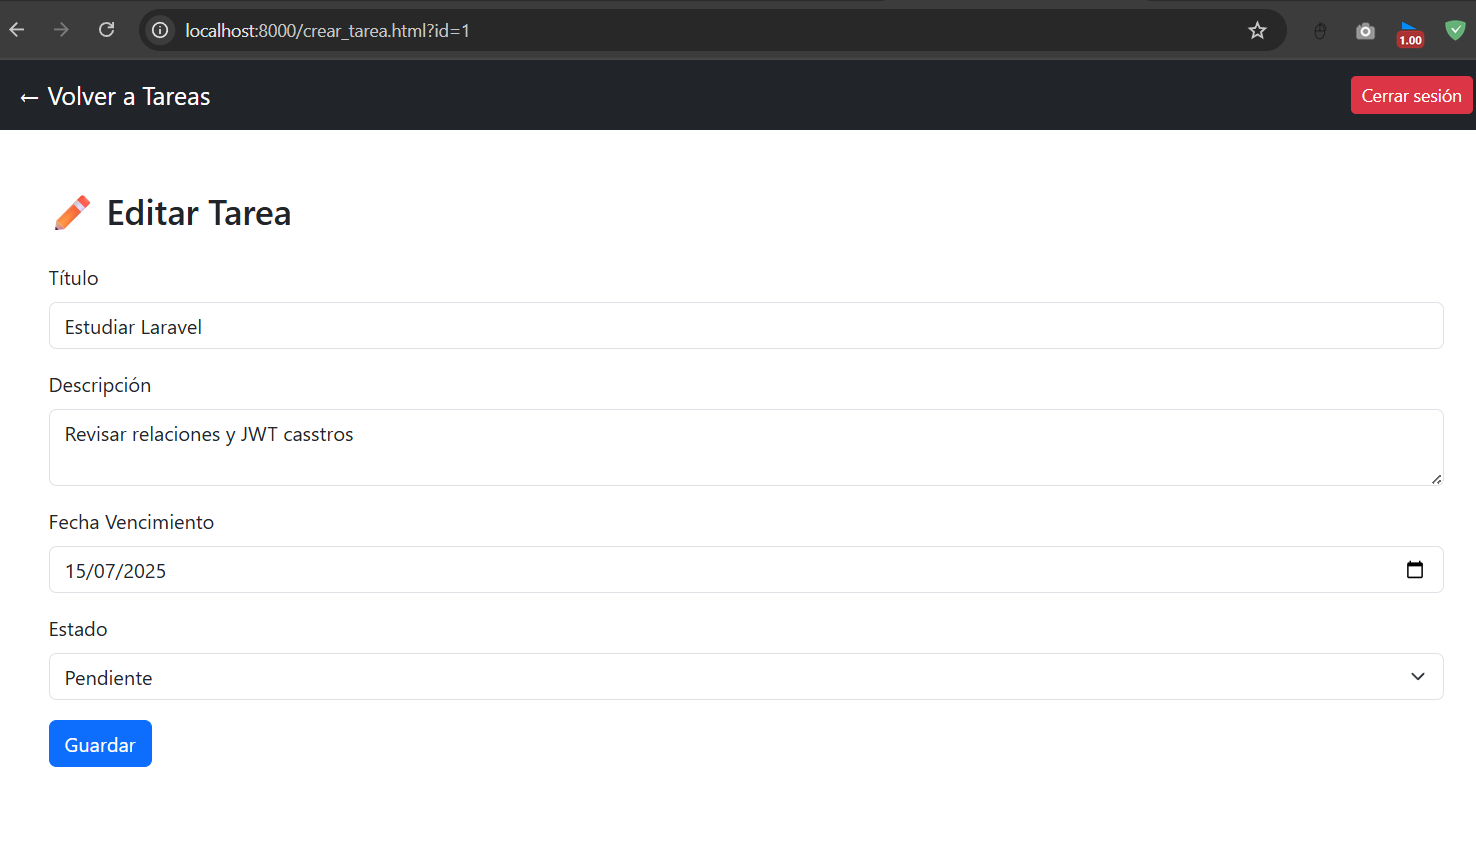 localhost:8000/crear_tarea.html?id=1
1.00
← Volver a Tareas
Cerrar sesión
Editar Tarea
Título
Estudiar Laravel
Descripción
Revisar relaciones y JWT casstros
Fecha Vencimiento
15/07/2025
Estado
Pendiente
Guardar